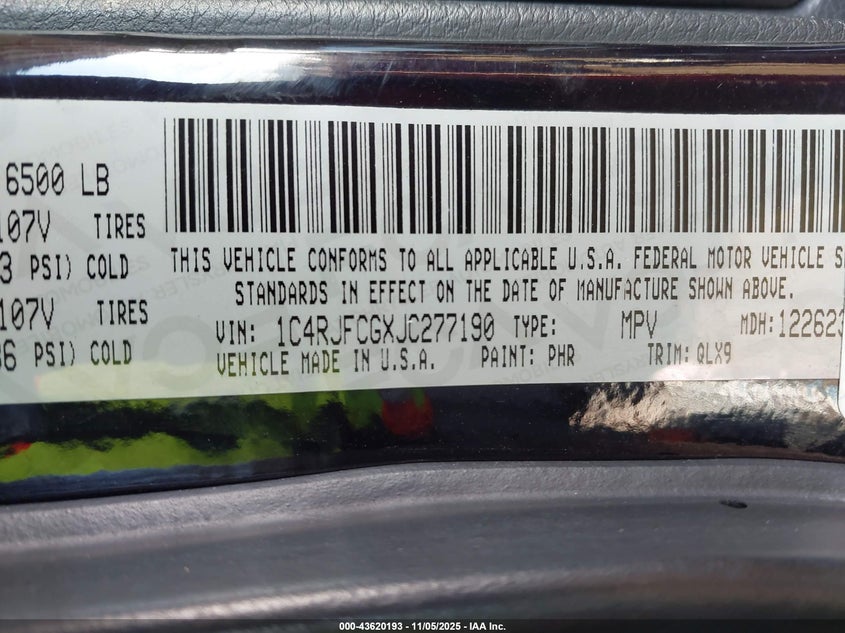 6500 LB
107V TIRES
3 PSI) COLD
107V TIRES
36 PSI) COLD
THIS VEHICLE CONFORMS TO ALL APPLICABLE U.S.A. FEDERAL MOTOR VEHICLE S
STANDARDS IN EFFECT ON THE DATE OF MANUFACTURE SHOWN ABOVE.
VIN: 1C4RJFCGXJC277190 TYPE: MPV MDH: 122623
VEHICLE MADE IN U.S.A. PAINT: PHR TRIM: QLX9
000-43620193 - 11/05/2025 - IAA Inc.